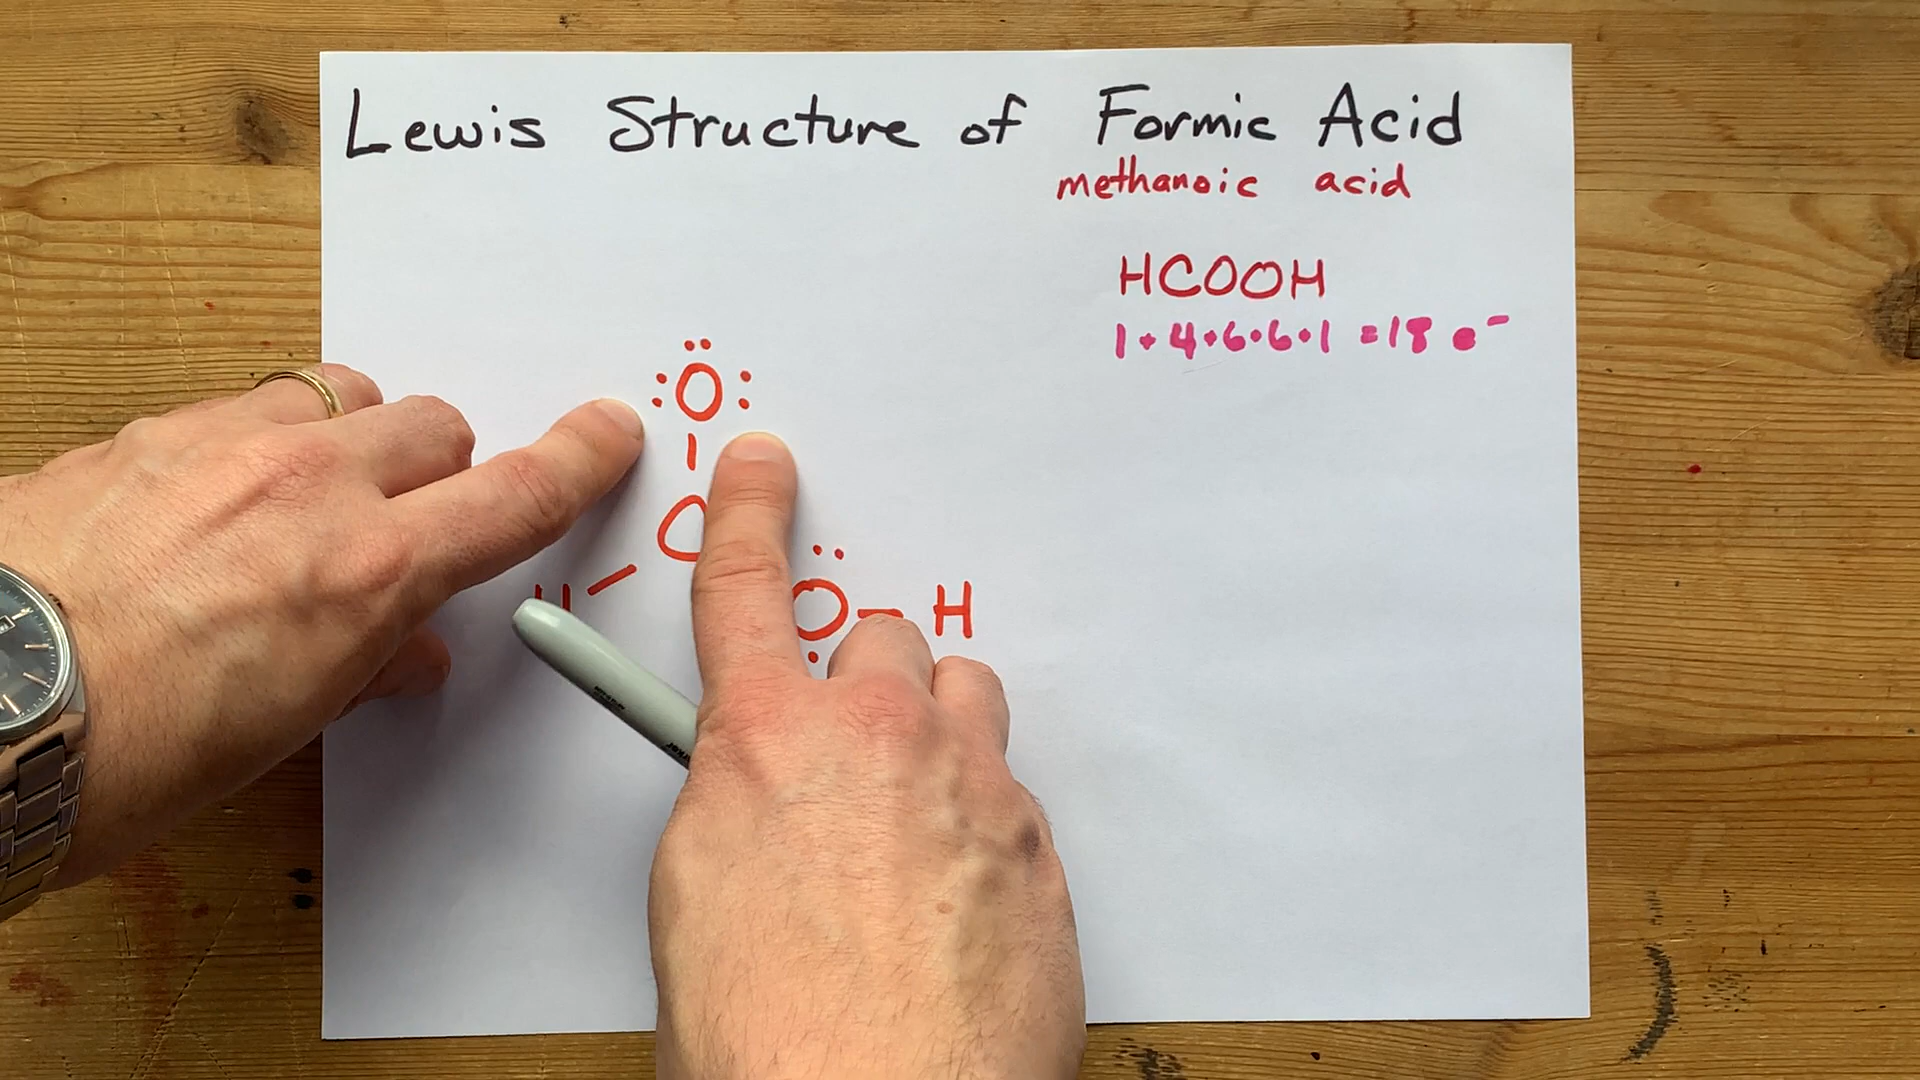 Lewis Structure of Formic Acid
methanoic acid
HCOOH
1+4+6+6+1 = 18 e⁻
:Ö:
C
H O H